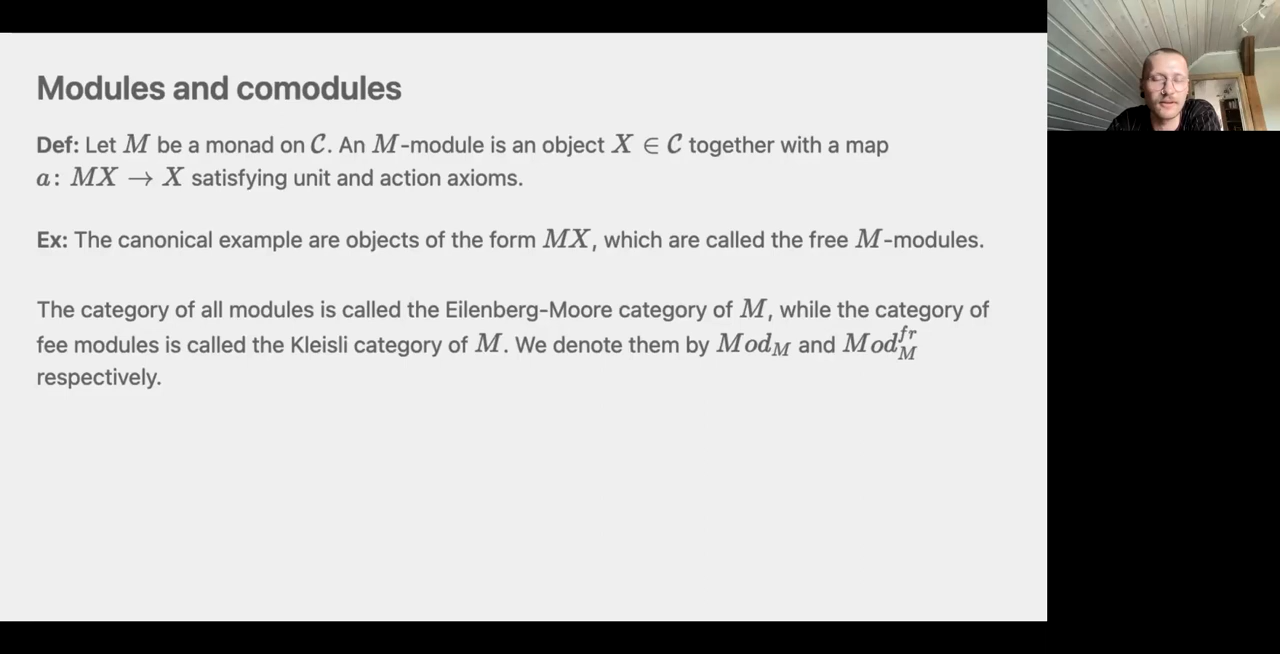 Modules and comodules
Def: Let M be a monad on 𝒞. An M-module is an object X ∈ 𝒞 together with a map
a: MX → X satisfying unit and action axioms.
Ex: The canonical example are objects of the form MX, which are called the free M-modules.
The category of all modules is called the Eilenberg-Moore category of M, while the category of
fee modules is called the Kleisli category of M. We denote them by Mod_M and Mod_M^{fr}
respectively.